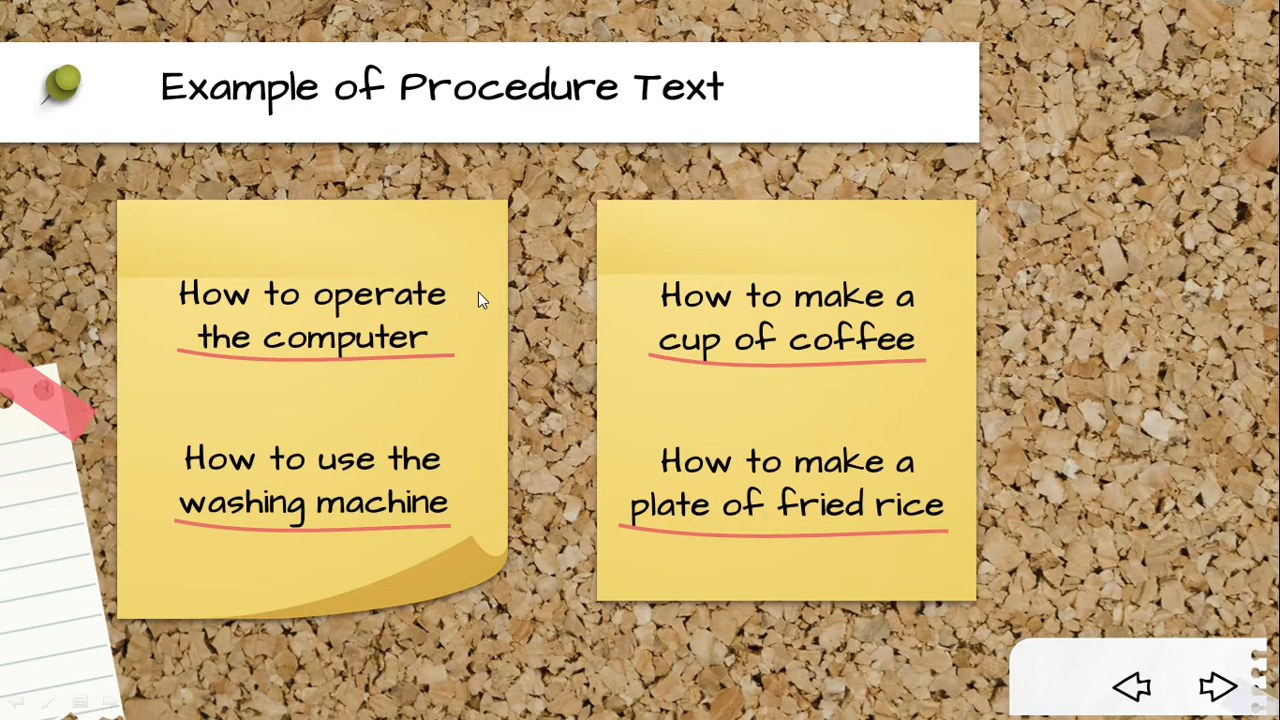 Example of Procedure Text
How to operate
the computer
How to use the
washing machine
How to make a
cup of coffee
How to make a
plate of fried rice